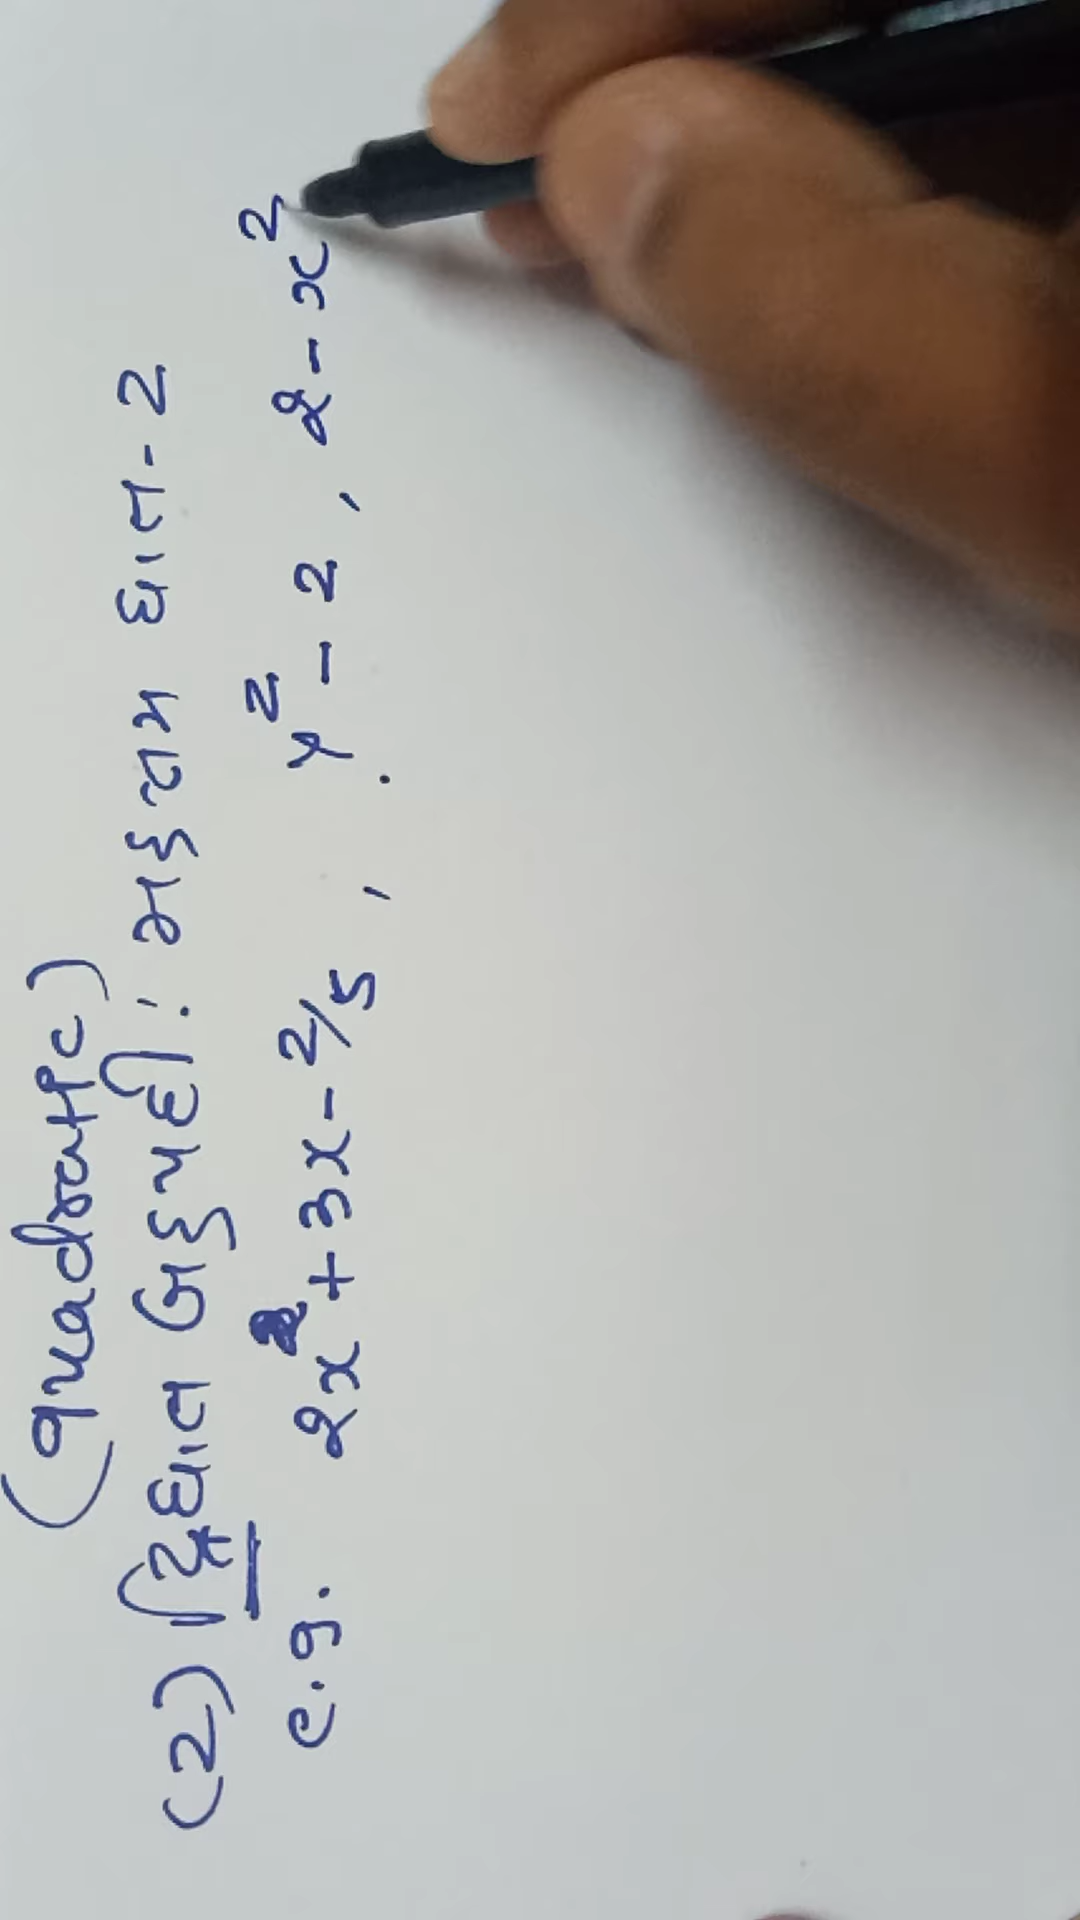 (quadratic)
(2) દ્વિઘાત બહુપદી: મહત્તમ ઘાત-2
e.g. 2x² + 3x - 2/5, y² - 2, 2 - x²